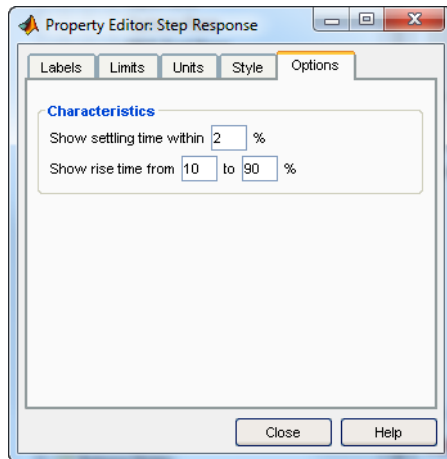 Property Editor: Step Response
Labels Limits Units Style Options
Characteristics
Show settling time within 2 %
Show rise time from 10 to 90 %
Close Help